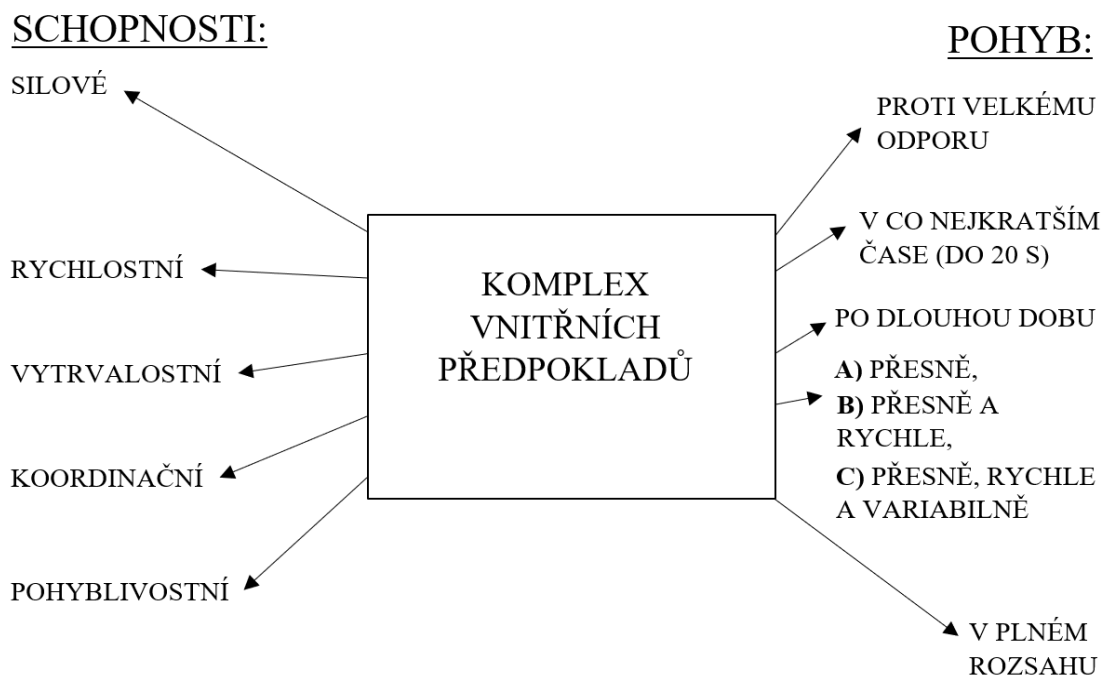 SCHOPNOSTI:
SILOVÉ
RYCHLOSTNÍ
VYTRVALOSTNÍ
KOORDINAČNÍ
POHYBLIVOSTNÍ
KOMPLEX
VNITŘNÍCH
PŘEDPOKLADŮ
POHYB:
PROTI VELKÉMU
ODPORU
V CO NEJKRATŠÍM
ČASE (DO 20 S)
PO DLOUHOU DOBU
A) PŘESNĚ,
B) PŘESNĚ A
RYCHLE,
C) PŘESNĚ, RYCHLE
A VARIABILNĚ
V PLNÉM
ROZSAHU